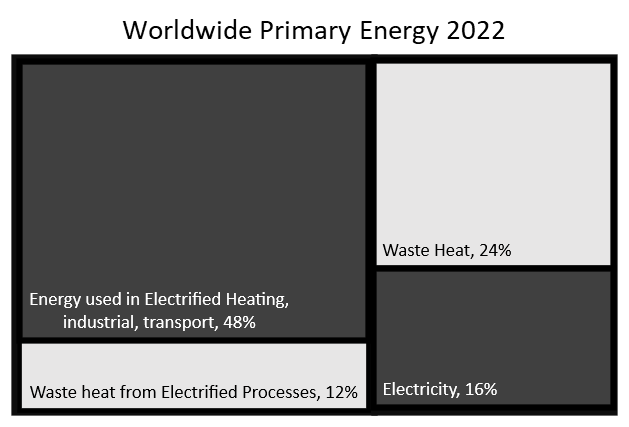 Worldwide Primary Energy 2022
Energy used in Electrified Heating,
industrial, transport, 48%
Waste heat from Electrified Processes, 12%
Waste Heat, 24%
Electricity, 16%